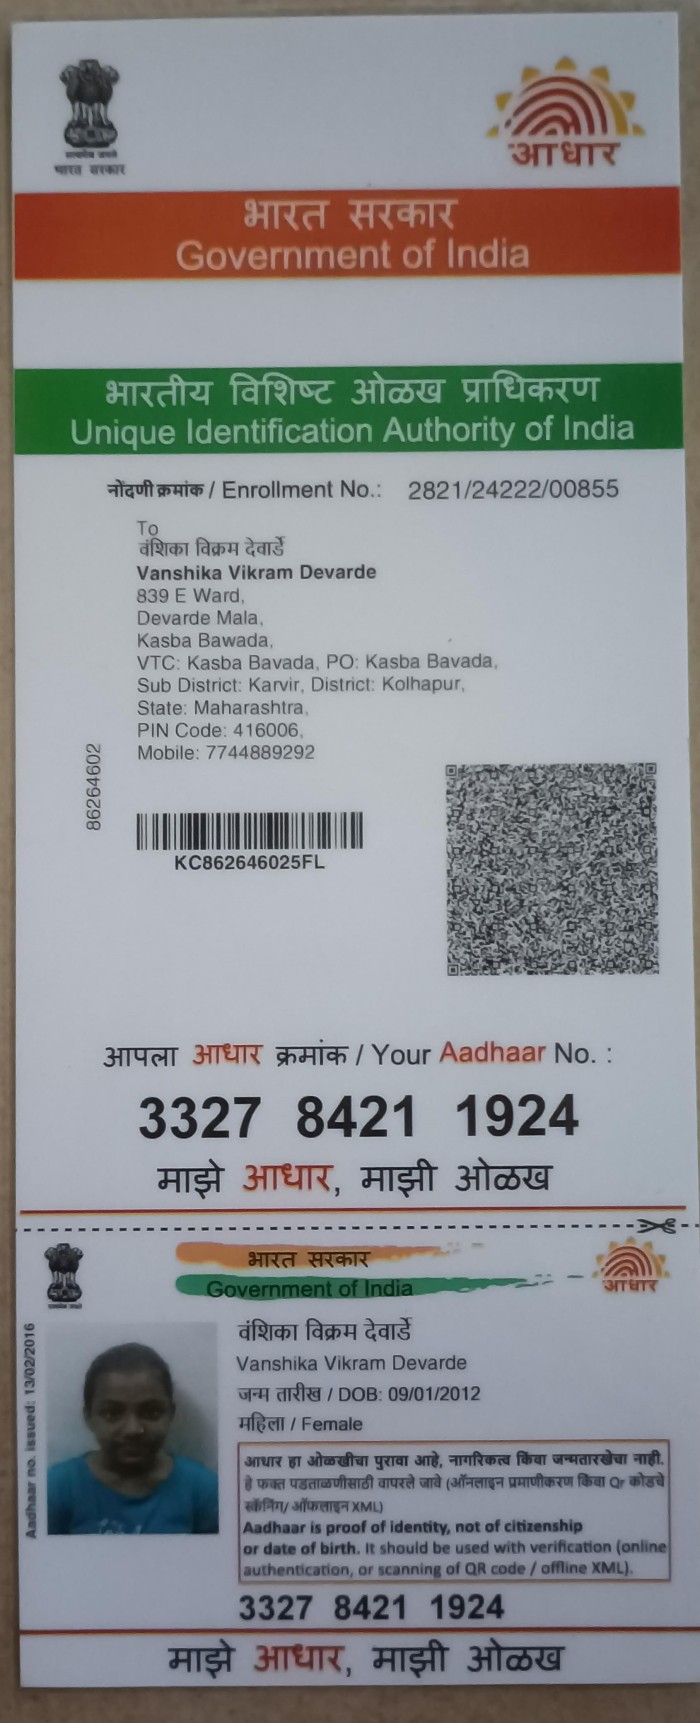 सत्यमेव जयते
भारत सरकार
आधार
भारत सरकार
Government of India
भारतीय विशिष्ट ओळख प्राधिकरण
Unique Identification Authority of India
नोंदणी क्रमांक / Enrollment No.: 2821/24222/00855
To
वंशिका विक्रम देवार्डे
Vanshika Vikram Devarde
839 E Ward,
Devarde Mala,
Kasba Bawada,
VTC: Kasba Bavada, PO: Kasba Bavada,
Sub District: Karvir, District: Kolhapur,
State: Maharashtra,
PIN Code: 416006,
Mobile: 7744889292
86264602
KC862646025FL
आपला आधार क्रमांक / Your Aadhaar No. :
3327 8421 1924
माझे आधार, माझी ओळख
भारत सरकार
Government of India
आधार
Aadhaar no. issued: 13/02/2016
वंशिका विक्रम देवार्डे
Vanshika Vikram Devarde
जन्म तारीख / DOB: 09/01/2012
महिला / Female
आधार हा ओळखीचा पुरावा आहे, नागरिकत्व किंवा जन्मतारखेचा नाही.
हे फक्त पडताळणीसाठी वापरले जावे (ऑनलाइन प्रमाणीकरण किंवा Qr कोडचे
स्कॅनिंग/ ऑफलाइन XML)
Aadhaar is proof of identity, not of citizenship
or date of birth. It should be used with verification (online
authentication, or scanning of QR code / offline XML).
3327 8421 1924
माझे आधार, माझी ओळख